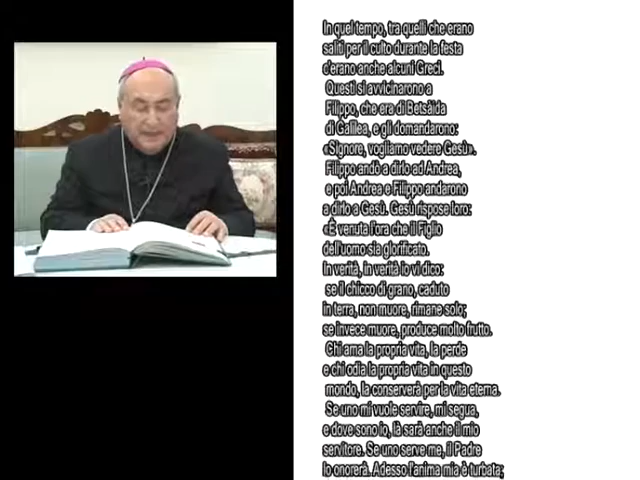 In quel tempo, tra quelli che erano
saliti per il culto durante la festa
c'erano anche alcuni Greci.
Questi si avvicinarono a
Filippo, che era di Betsàida
di Galilea, e gli domandarono:
«Signore, vogliamo vedere Gesù».
Filippo andò a dirlo ad Andrea,
e poi Andrea e Filippo andarono
a dirlo a Gesù. Gesù rispose loro:
«È venuta l'ora che il Figlio
dell'uomo sia glorificato.
In verità, in verità io vi dico:
se il chicco di grano, caduto
in terra, non muore, rimane solo;
se invece muore, produce molto frutto.
Chi ama la propria vita, la perde
e chi odia la propria vita in questo
mondo, la conserverà per la vita eterna.
Se uno mi vuole servire, mi segua,
e dove sono io, là sarà anche il mio
servitore. Se uno serve me, il Padre
lo onorerà. Adesso l'anima mia è turbata;